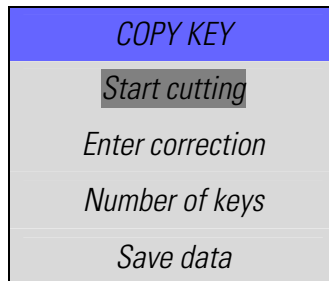 COPY KEY
Start cutting
Enter correction
Number of keys
Save data